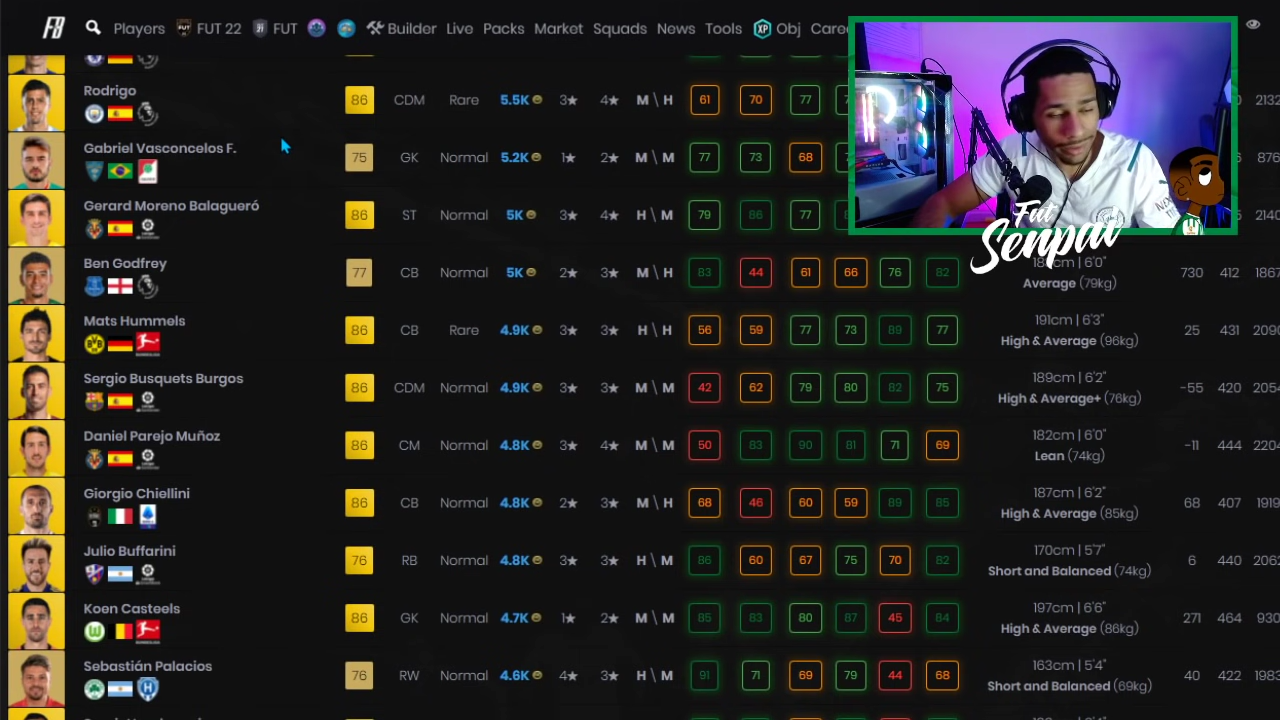 FB Players FUT 22 FUT Builder Live Packs Market Squads News Tools XP Obj
Rodrigo 86 CDM Rare 5.5K 3★ 4★ M \ H 61 70 77
Gabriel Vasconcelos F. 75 GK Normal 5.2K 1★ 2★ M \ M 77 73 68
Gerard Moreno Balagueró 86 ST Normal 5K 3★ 4★ H \ M 79 86 77
Fut
Senpai
Ben Godfrey 77 CB Normal 5K 2★ 3★ M \ H 83 44 61 66 76 82 730 412 1867
Average (79kg)
Mats Hummels 86 CB Rare 4.9K 3★ 3★ H \ H 56 59 77 73 89 77 191cm | 6'3" 25 431
High & Average (96kg)
Sergio Busquets Burgos 86 CDM Normal 4.9K 3★ 3★ M \ M 42 62 79 80 82 75 189cm | 6'2" -55 420
High & Average+ (76kg)
Daniel Parejo Muñoz 86 CM Normal 4.8K 3★ 4★ M \ M 50 83 90 81 71 69 182cm | 6'0" -11 444
Lean (74kg)
Giorgio Chiellini 86 CB Normal 4.8K 2★ 3★ M \ H 68 46 60 59 89 85 187cm | 6'2" 68 407
High & Average (85kg)
Julio Buffarini 76 RB Normal 4.8K 3★ 3★ H \ M 86 60 67 75 70 82 170cm | 5'7" 6 440
Short and Balanced (74kg)
Koen Casteels 86 GK Normal 4.7K 1★ 2★ M \ M 85 83 80 87 45 84 197cm | 6'6" 271 464 930
High & Average (86kg)
Sebastián Palacios 76 RW Normal 4.6K 4★ 3★ H \ M 91 71 69 79 44 68 163cm | 5'4" 40 422
Short and Balanced (69kg)